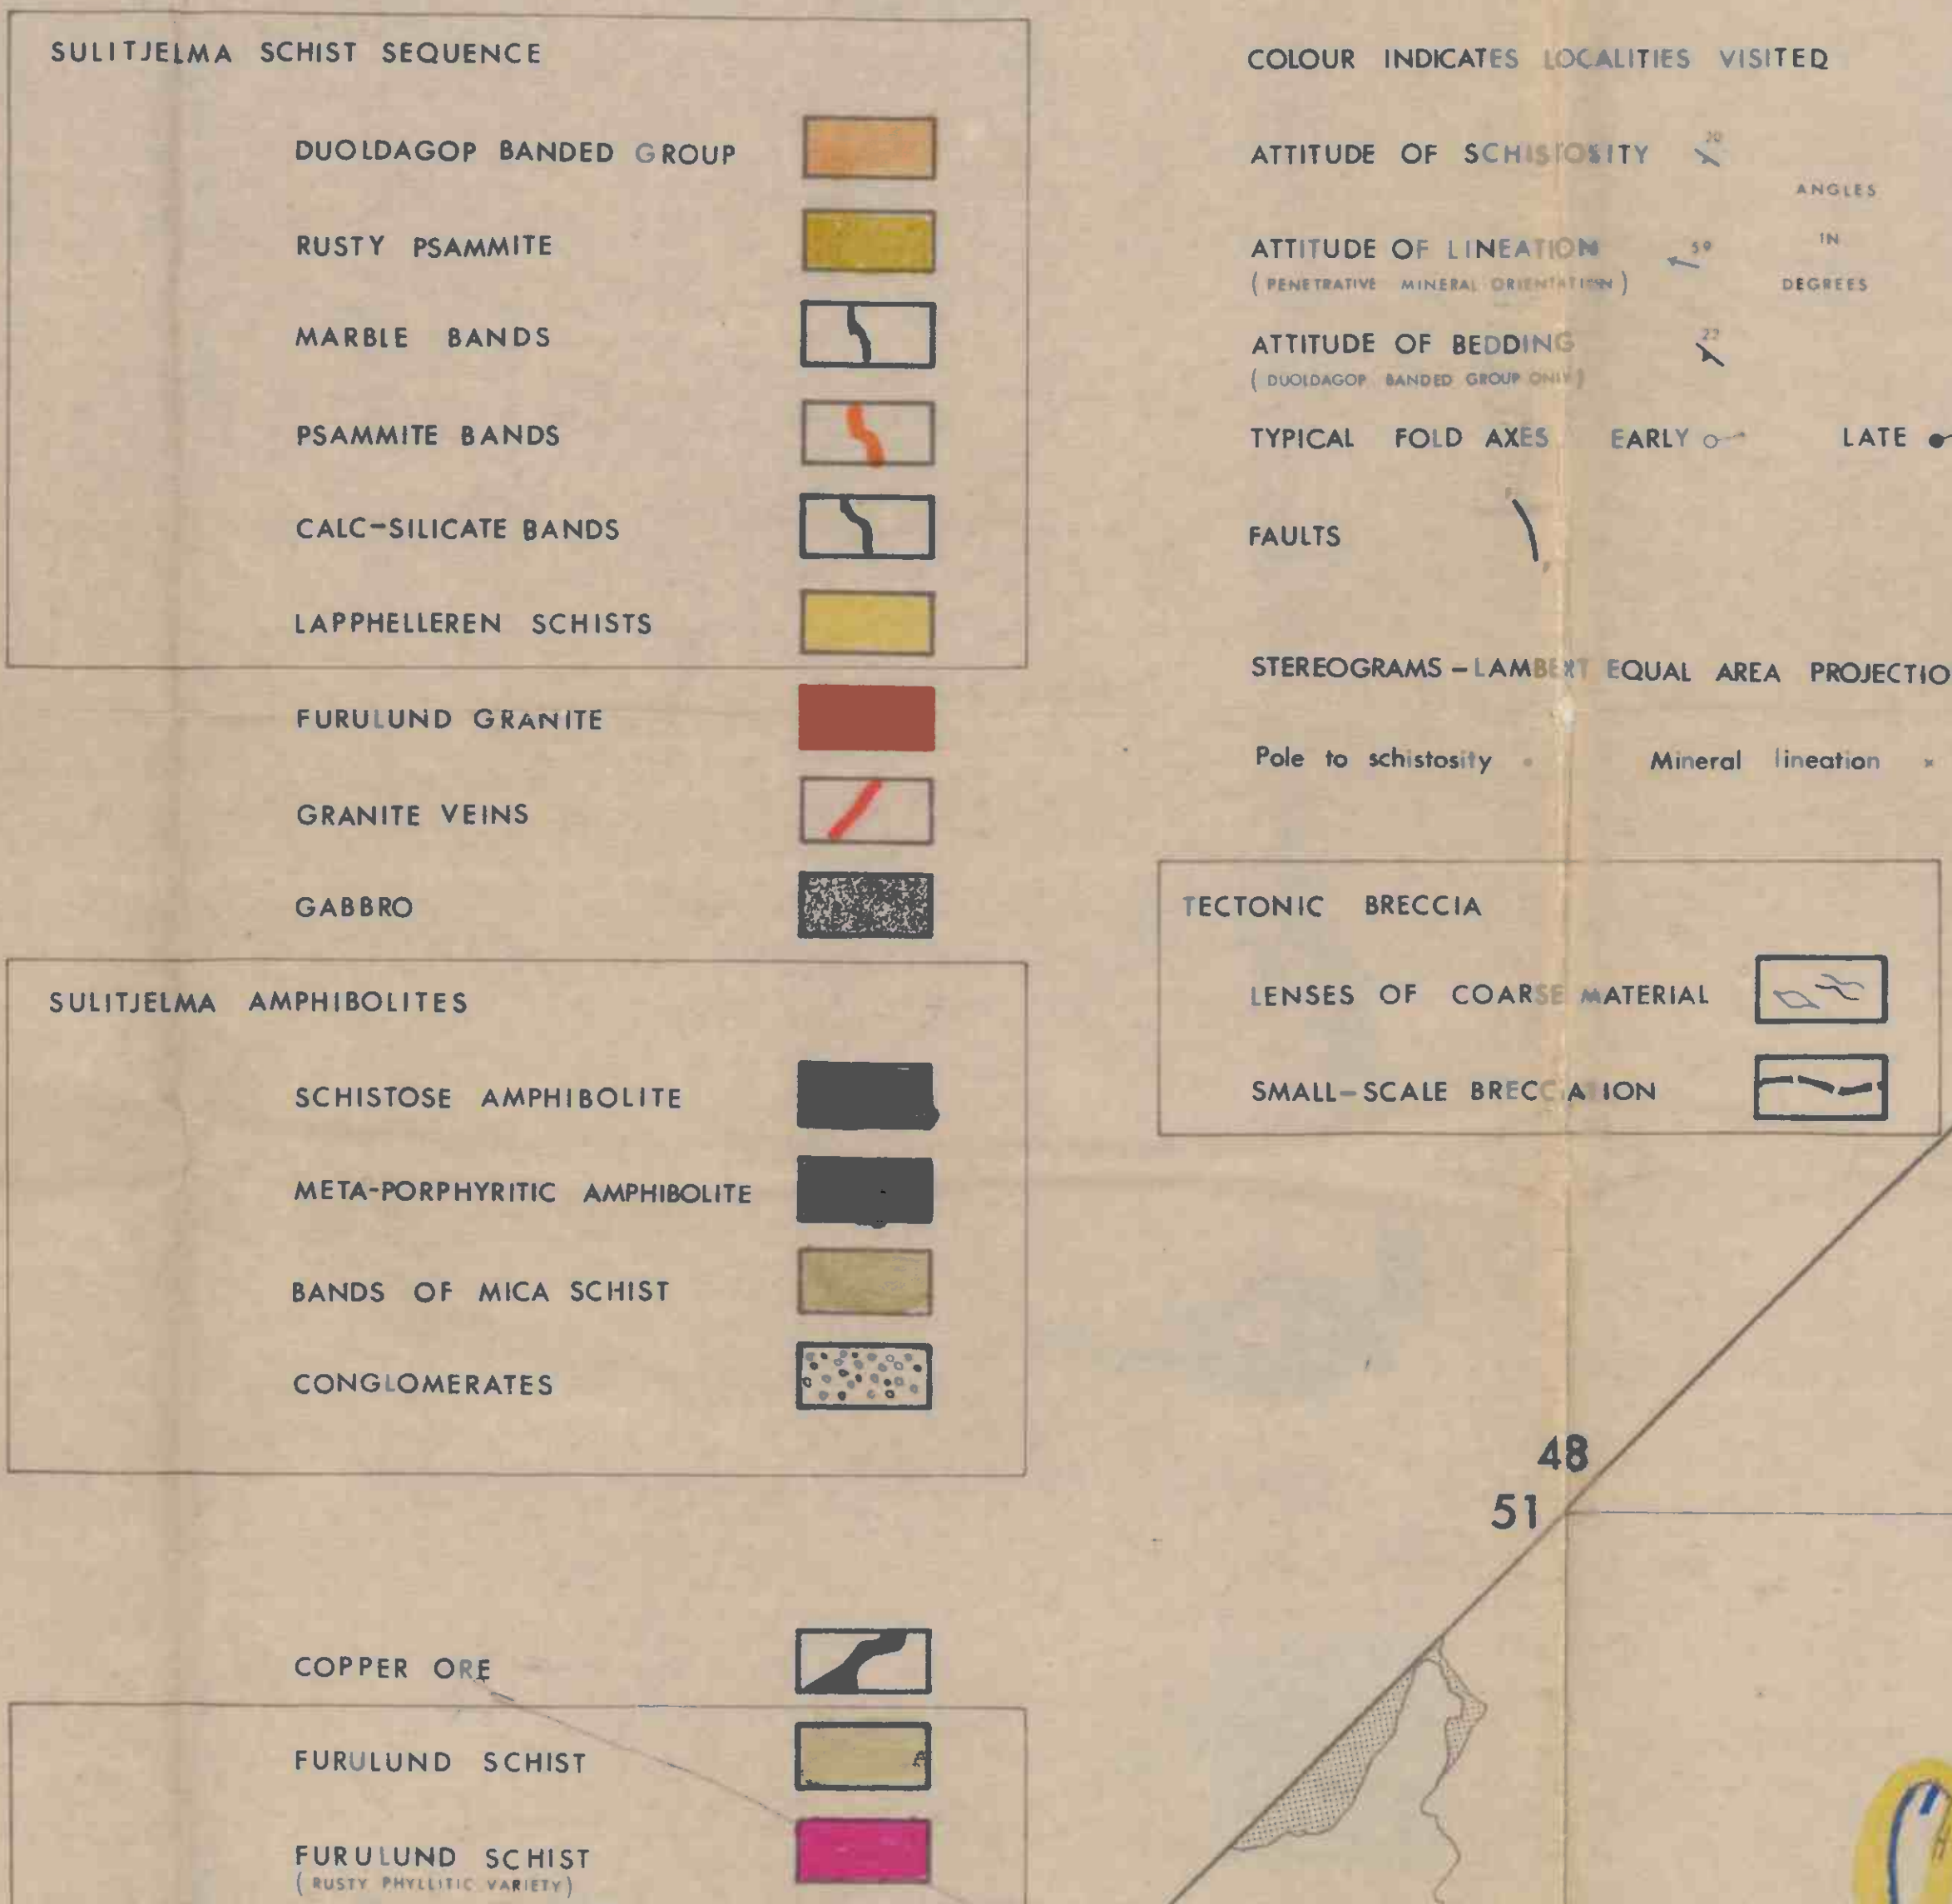 SULITJELMA SCHIST SEQUENCE
DUOLDAGOP BANDED GROUP
RUSTY PSAMMITE
MARBLE BANDS
PSAMMITE BANDS
CALC-SILICATE BANDS
LAPPHELLEREN SCHISTS
FURULUND GRANITE
GRANITE VEINS
GABBRO
SULITJELMA AMPHIBOLITES
SCHISTOSE AMPHIBOLITE
META-PORPHYRITIC AMPHIBOLITE
BANDS OF MICA SCHIST
CONGLOMERATES
COPPER ORE
FURULUND SCHIST
FURULUND SCHIST
( RUSTY PHYLLITIC VARIETY )
COLOUR INDICATES LOCALITIES VISITED
ATTITUDE OF SCHISTOSITY
ANGLES
ATTITUDE OF LINEATION 59 IN
( PENETRATIVE MINERAL ORIENTATION ) DEGREES
ATTITUDE OF BEDDING 22
( DUOLDAGOP BANDED GROUP ONLY )
TYPICAL FOLD AXES EARLY LATE
F
FAULTS
F
STEREOGRAMS – LAMBERT EQUAL AREA PROJECTIO
Pole to schistosity Mineral lineation
TECTONIC BRECCIA
LENSES OF COARSE MATERIAL
SMALL-SCALE BRECCIATION
48
51